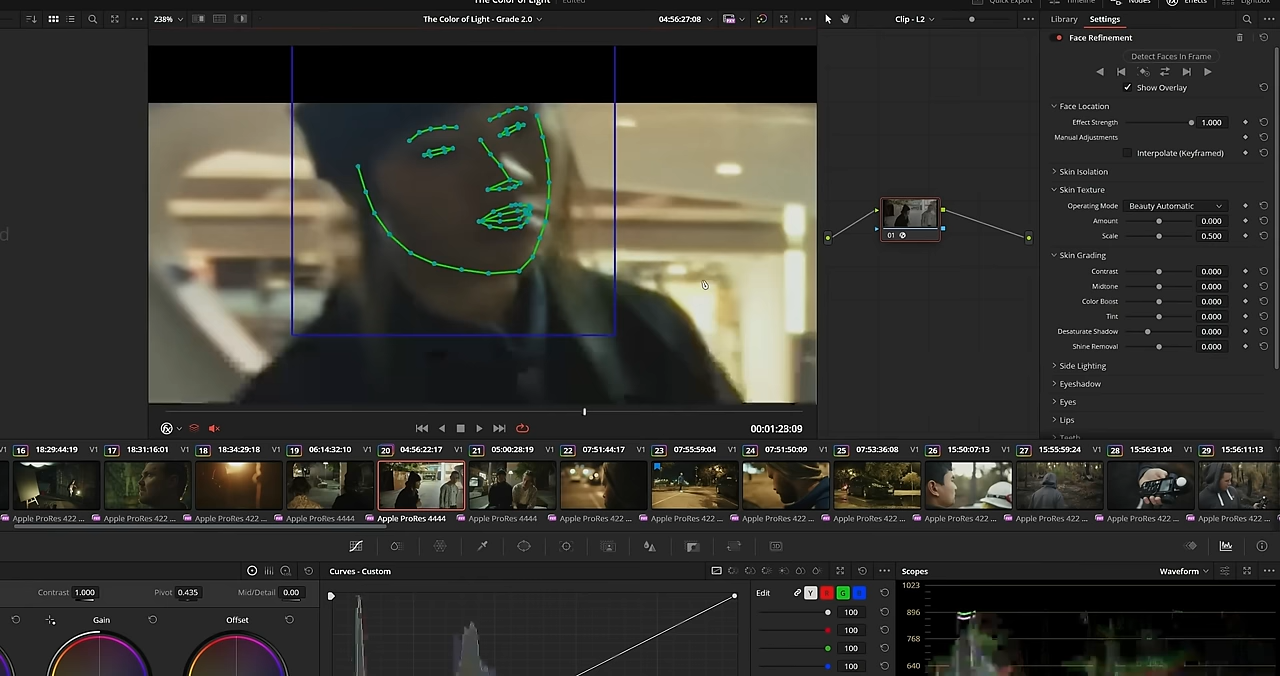 The Color of Light Edited
Quick Export Timeline Nodes Effects Lightbox
238% The Color of Light - Grade 2.0 04:56:27:08 Clip - L2 Library Settings
Face Refinement
Detect Faces In Frame
Show Overlay
Face Location
Effect Strength 1.000
Manual Adjustments
Interpolate (Keyframed)
Skin Isolation
Skin Texture
Operating Mode Beauty Automatic
Amount 0.000
Scale 0.500
Skin Grading
Contrast 0.000
Midtone 0.000
Color Boost 0.000
Tint 0.000
Desaturate Shadow 0.000
Shine Removal 0.000
Side Lighting
Eyeshadow
Eyes
Lips
Teeth
d
01
00:01:23:09
V1 16 18:29:44:19 V1 17 18:31:16:01 V1 18 18:34:29:18 V1 19 06:14:32:10 V1 20 04:56:22:17 V1 21 05:00:28:19 V1 22 07:51:44:17 V1 23 07:55:59:04 V1 24 07:51:50:09 V1 25 07:53:36:08 V1 26 15:50:07:13 V1 27 15:55:59:24 V1 28 15:56:31:04 V1 29 15:56:11:13 V1
Apple ProRes 422 ... Apple ProRes 422 ... Apple ProRes 422 ... Apple ProRes 4444 Apple ProRes 4444 Apple ProRes 4444 Apple ProRes 422 ... Apple ProRes 422 ... Apple ProRes 422 ... Apple ProRes 422 ... Apple ProRes 422 ... Apple ProRes 422 ... Apple ProRes 422 ... Apple ProRes 422 ...
Curves - Custom Scopes Waveform
Contrast 1.000 Pivot 0.435 Mid/Detail 0.00
Gain Offset
Edit Y R G B
100
100
100
100
1023
896
768
640